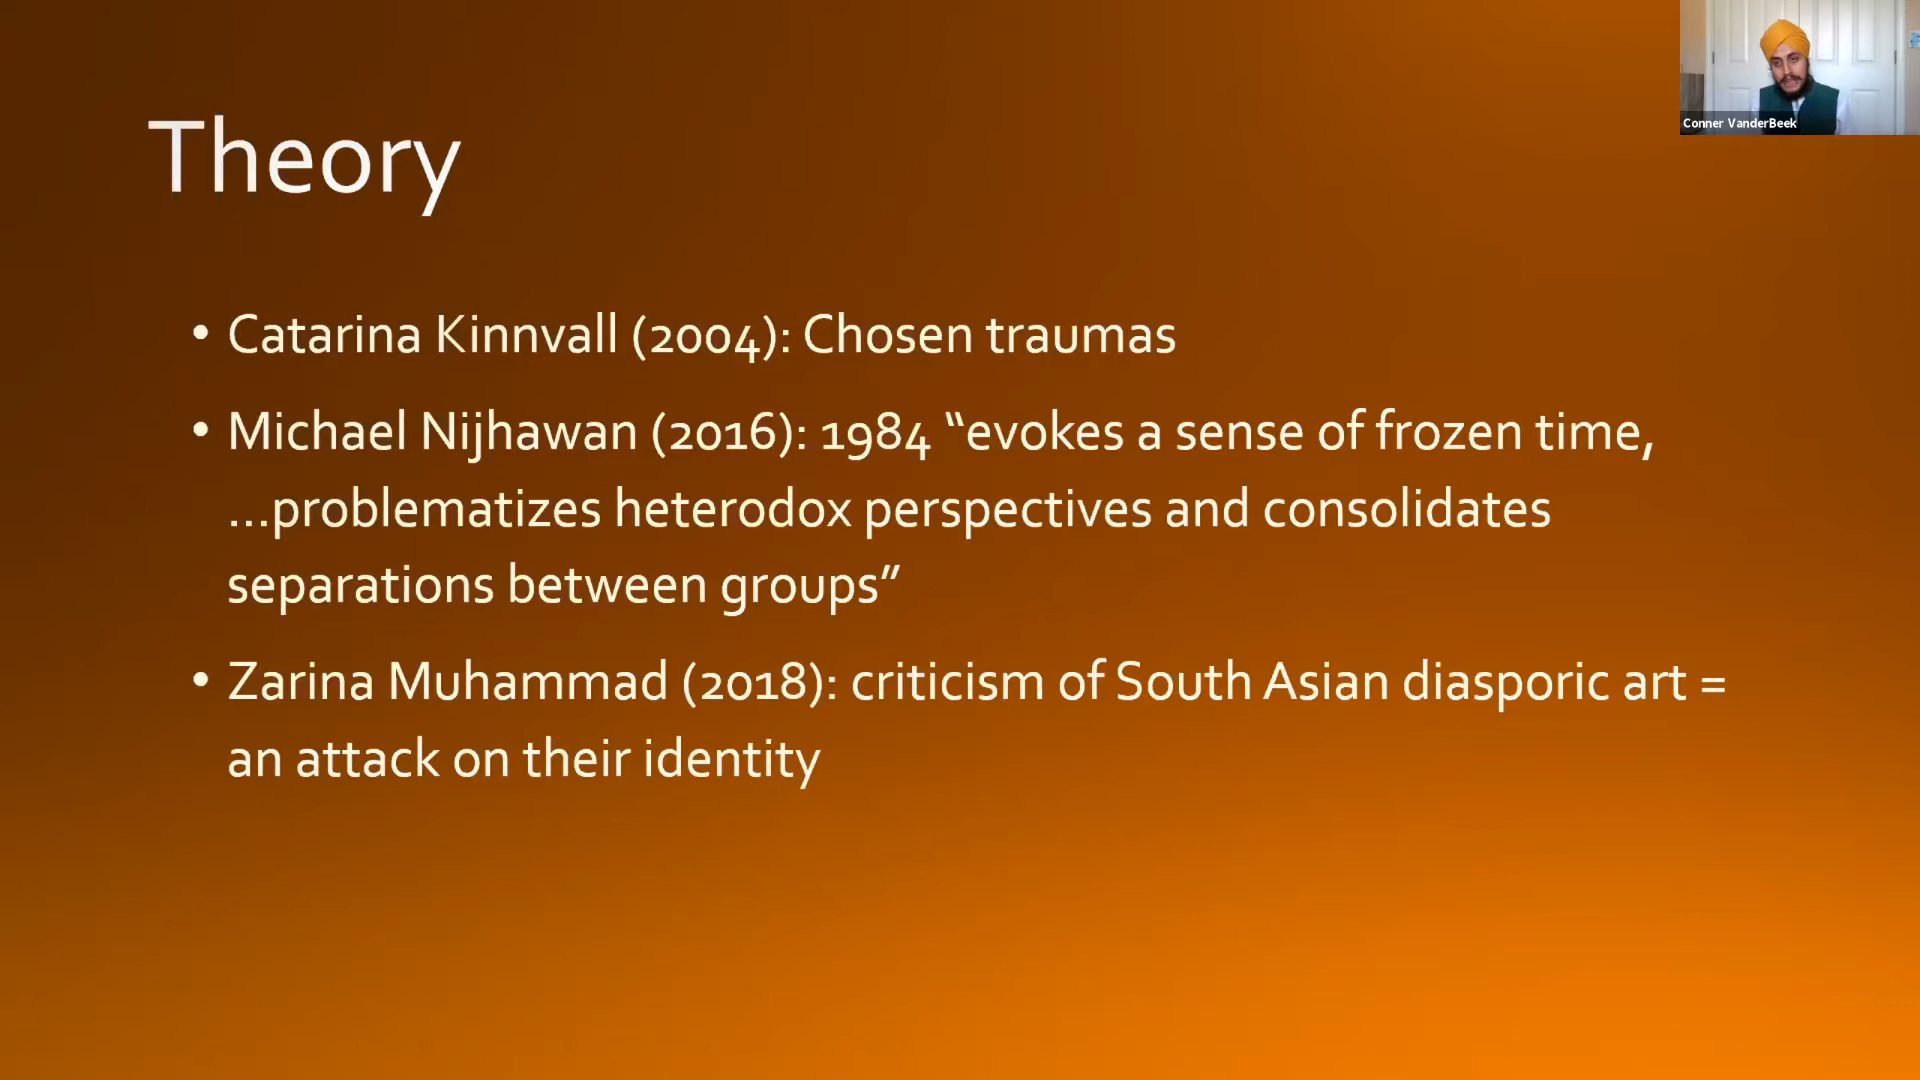 Conner VanderBeek
Theory
• Catarina Kinnvall (2004): Chosen traumas
• Michael Nijhawan (2016): 1984 “evokes a sense of frozen time,
…problematizes heterodox perspectives and consolidates
separations between groups”
• Zarina Muhammad (2018): criticism of South Asian diasporic art =
an attack on their identity